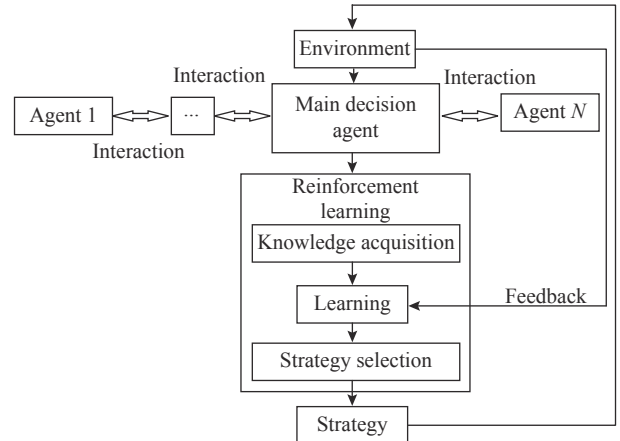 Environment
Interaction
Interaction
Agent 1
...
Main decision
agent
Agent N
Interaction
Reinforcement
learning
Knowledge acquisition
Learning
Feedback
Strategy selection
Strategy